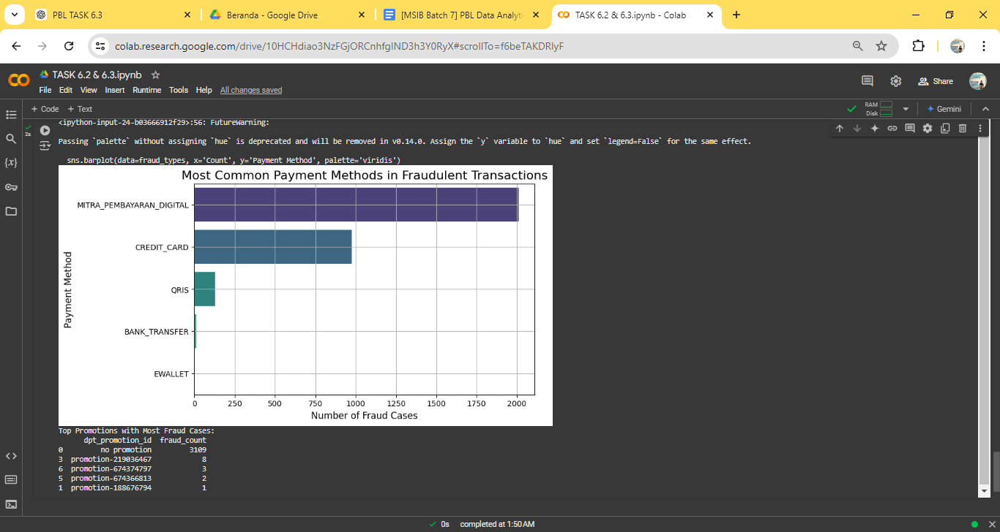 PBL TASK 6.3
Beranda - Google Drive
[MSIB Batch 7] PBL Data Analyti
TASK 6.2 & 6.3.ipynb - Colab
colab.research.google.com/drive/10HCHdiao3NzFGjORCnhfgIND3h3Y0RyX#scrollTo=f6beTAKDRIyF
TASK 6.2 & 6.3.ipynb
File Edit View Insert Runtime Tools Help All changes saved
Share
+ Code + Text
RAM
Disk
Gemini
2s
<ipython-input-24-b03666912f29>:56: FutureWarning:
Passing `palette` without assigning `hue` is deprecated and will be removed in v0.14.0. Assign the `y` variable to `hue` and set `legend=False` for the same effect.
sns.barplot(data=fraud_types, x='Count', y='Payment Method', palette='viridis')
Most Common Payment Methods in Fraudulent Transactions
Payment Method
MITRA_PEMBAYARAN_DIGITAL
CREDIT_CARD
QRIS
BANK_TRANSFER
EWALLET
0 250 500 750 1000 1250 1500 1750 2000
Number of Fraud Cases
Top Promotions with Most Fraud Cases:
dpt_promotion_id fraud_count
0 no promotion 3109
3 promotion-219036467 8
6 promotion-674374797 3
5 promotion-674366813 2
1 promotion-188676794 1
0s completed at 1:50 AM